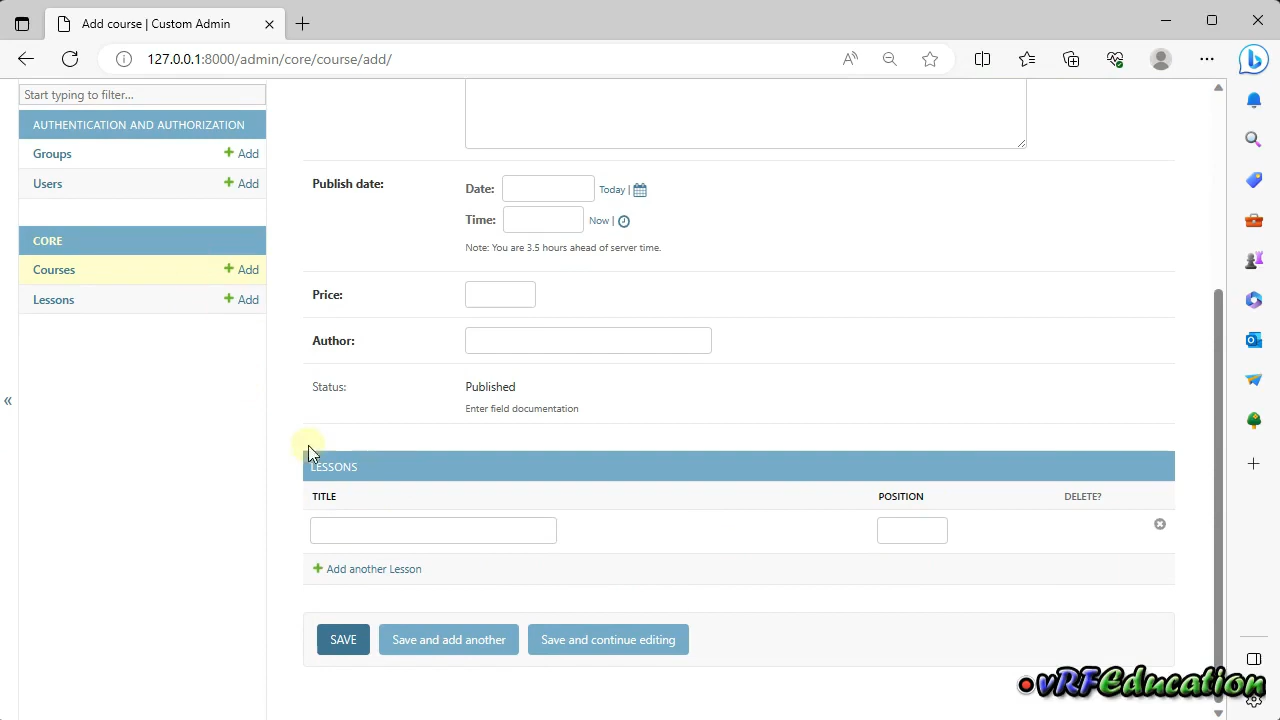 Add course | Custom Admin
127.0.0.1:8000/admin/core/course/add/
Start typing to filter...
AUTHENTICATION AND AUTHORIZATION
Groups + Add
Users + Add
CORE
Courses + Add
Lessons + Add
«
Publish date:
Date: Today |
Time: Now |
Note: You are 3.5 hours ahead of server time.
Price:
Author:
Status: Published
Enter field documentation
LESSONS
TITLE POSITION DELETE?
+ Add another Lesson
SAVE Save and add another Save and continue editing
vRFEducation